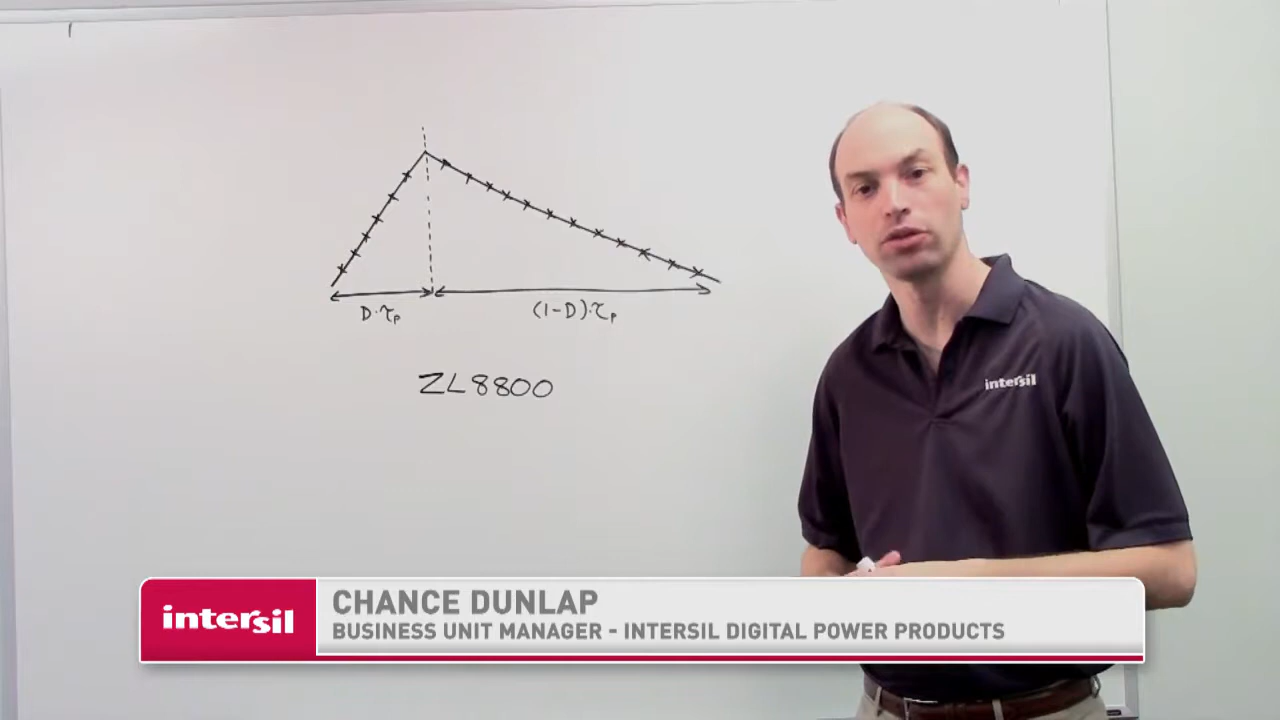 D·τₚ
(1-D)·τₚ
ZL8800
intersil
intersil
CHANCE DUNLAP
BUSINESS UNIT MANAGER - INTERSIL DIGITAL POWER PRODUCTS